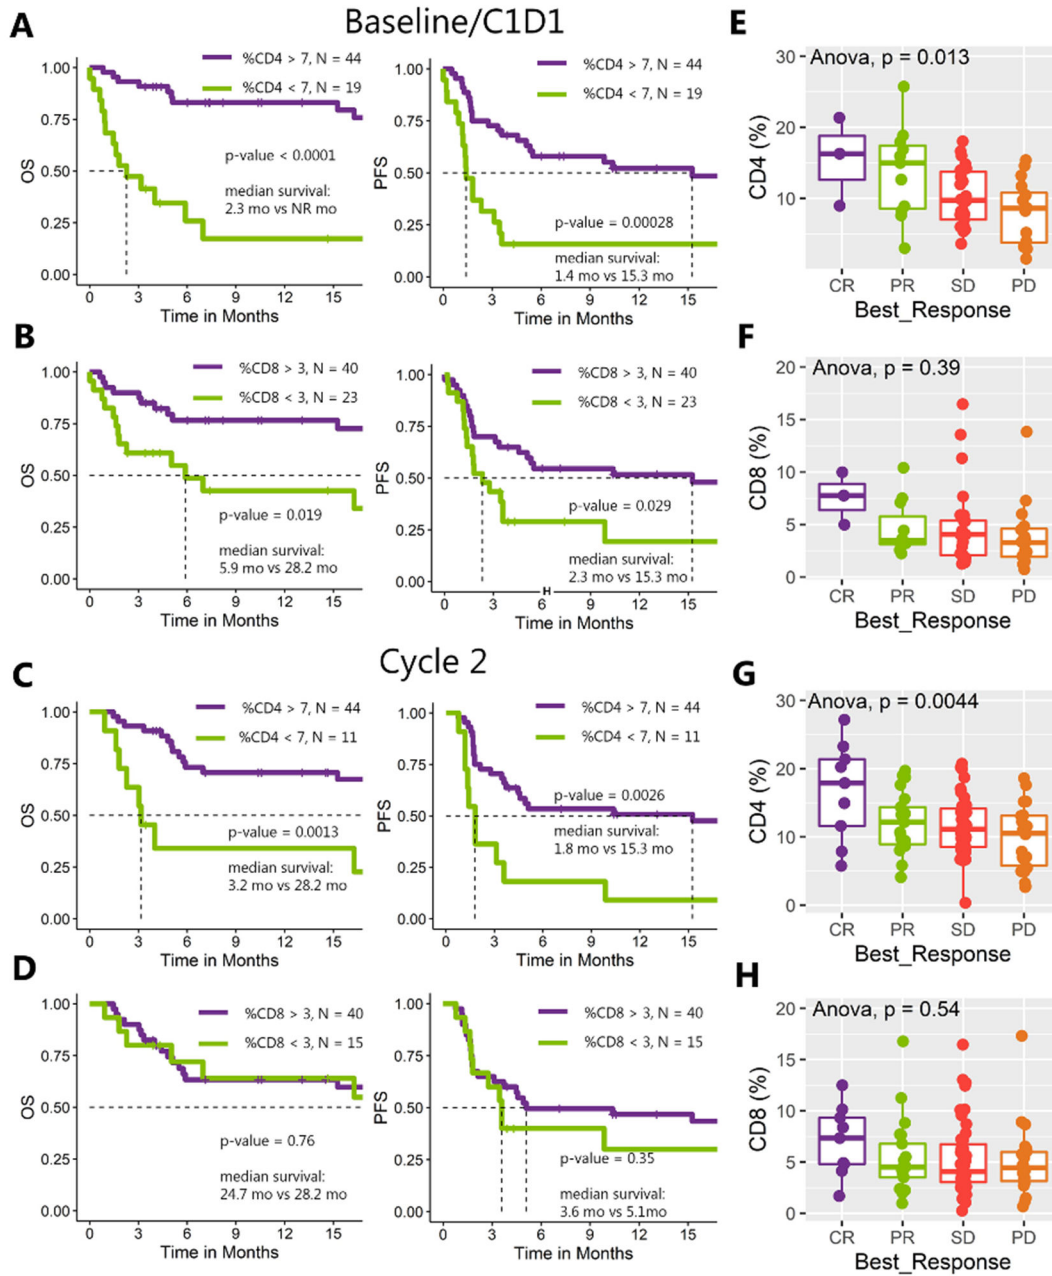 Baseline/C1D1
A
%CD4 > 7, N = 44
%CD4 < 7, N = 19
1.00
0.75
0.50
0.25
0.00
OS
p-value < 0.0001
median survival:
2.3 mo vs NR mo
0 3 6 9 12 15
Time in Months
%CD4 > 7, N = 44
%CD4 < 7, N = 19
1.00
0.75
0.50
0.25
0.00
PFS
p-value = 0.00028
median survival:
1.4 mo vs 15.3 mo
0 3 6 9 12 15
Time in Months
E
Anova, p = 0.013
30
20
10
CD4 (%)
CR PR SD PD
Best_Response
B
%CD8 > 3, N = 40
%CD8 < 3, N = 23
1.00
0.75
0.50
0.25
0.00
OS
p-value = 0.019
median survival:
5.9 mo vs 28.2 mo
0 3 6 9 12 15
Time in Months
%CD8 > 3, N = 40
%CD8 < 3, N = 23
1.00
0.75
0.50
0.25
0.00
PFS
p-value = 0.029
median survival:
2.3 mo vs 15.3 mo
H
0 3 6 9 12 15
Time in Months
F
Anova, p = 0.39
20
15
10
5
0
CD8 (%)
CR PR SD PD
Best_Response
Cycle 2
C
%CD4 > 7, N = 44
%CD4 < 7, N = 11
1.00
0.75
0.50
0.25
0.00
OS
p-value = 0.0013
median survival:
3.2 mo vs 28.2 mo
0 3 6 9 12 15
Time in Months
%CD4 > 7, N = 44
%CD4 < 7, N = 11
1.00
0.75
0.50
0.25
0.00
PFS
p-value = 0.0026
median survival:
1.8 mo vs 15.3 mo
0 3 6 9 12 15
Time in Months
G
Anova, p = 0.0044
30
20
10
0
CD4 (%)
CR PR SD PD
Best_Response
D
%CD8 > 3, N = 40
%CD8 < 3, N = 15
1.00
0.75
0.50
0.25
0.00
OS
p-value = 0.76
median survival:
24.7 mo vs 28.2 mo
0 3 6 9 12 15
Time in Months
%CD8 > 3, N = 40
%CD8 < 3, N = 15
1.00
0.75
0.50
0.25
0.00
PFS
p-value = 0.35
median survival:
3.6 mo vs 5.1mo
0 3 6 9 12 15
Time in Months
H
Anova, p = 0.54
20
15
10
5
0
CD8 (%)
CR PR SD PD
Best_Response